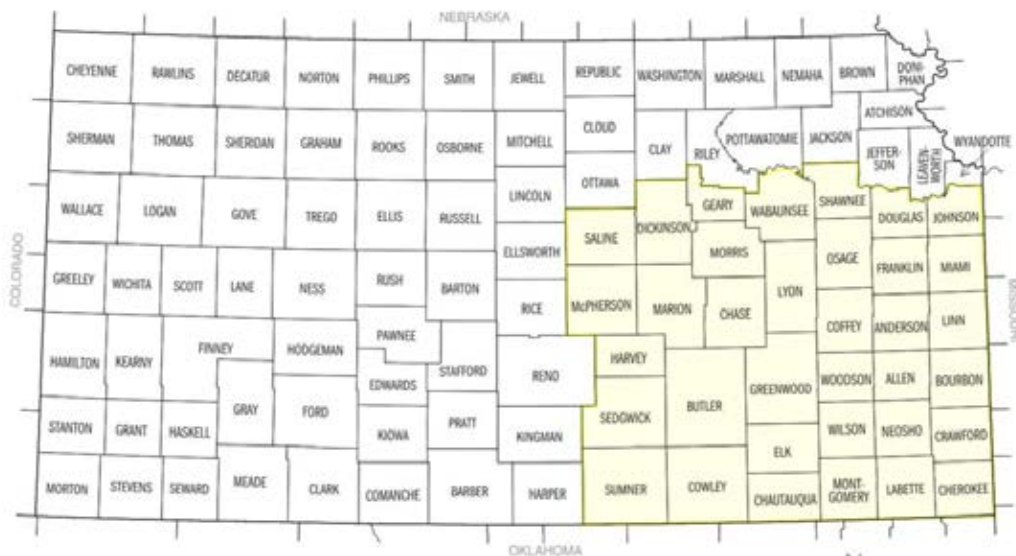 NEBRASKA
CHEYENNE RAWLINS DECATUR NORTON PHILLIPS SMITH JEWELL REPUBLIC WASHINGTON MARSHALL NEMAHA BROWN DONI-
PHAN
ATCHISON
SHERMAN THOMAS SHERIDAN GRAHAM ROOKS OSBORNE MITCHELL CLOUD CLAY RILEY POTTAWATOMIE JACKSON JEFFER-
SON
LEAVEN-
WORTH
WYANDOTTE
LINCOLN OTTAWA
WALLACE LOGAN GOVE TREGO ELLIS RUSSELL ELLSWORTH SALINE DICKINSON GEARY WABAUNSEE SHAWNEE DOUGLAS JOHNSON
MORRIS OSAGE FRANKLIN MIAMI
COLORADO
GREELEY WICHITA SCOTT LANE NESS RUSH BARTON RICE McPHERSON MARION CHASE LYON COFFEY ANDERSON LINN
MISSOURI
HAMILTON KEARNY FINNEY HODGEMAN PAWNEE STAFFORD RENO HARVEY
EDWARDS BUTLER GREENWOOD WOODSON ALLEN BOURBON
GRAY FORD SEDGWICK
STANTON GRANT HASKELL KIOWA PRATT KINGMAN ELK WILSON NEOSHO CRAWFORD
MORTON STEVENS SEWARD MEADE CLARK COMANCHE BARBER HARPER SUMNER COWLEY CHAUTAUQUA MONT-
GOMERY
LABETTE CHEROKEE
OKLAHOMA